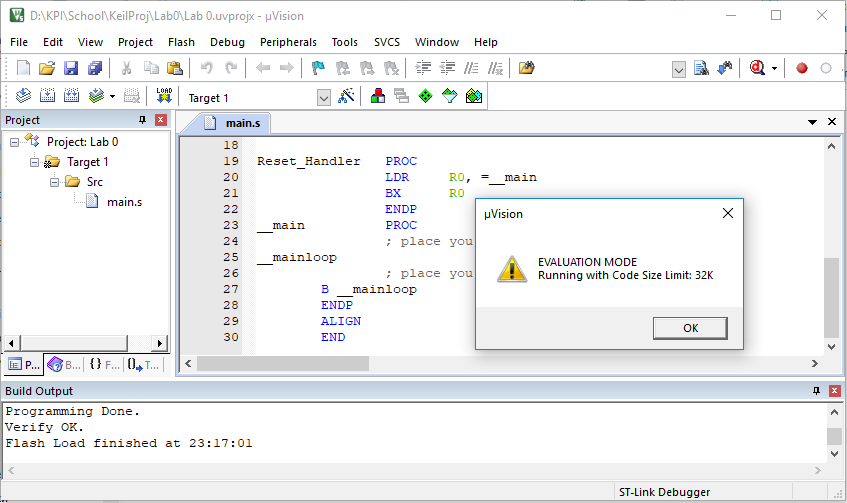 D:\KPI\School\KeilProj\Lab0\Lab 0.uvprojx - µVision
File Edit View Project Flash Debug Peripherals Tools SVCS Window Help
LOAD
Target 1
Project
Project: Lab 0
Target 1
Src
main.s
P... B... {} F... {}, T...
main.s
18
19 Reset_Handler PROC
20 LDR R0, =__main
21 BX R0
22 ENDP
23 __main PROC
24 ; place you
25 __mainloop
26 ; place you
27 B __mainloop
28 ENDP
29 ALIGN
30 END
µVision
EVALUATION MODE
Running with Code Size Limit: 32K
OK
Build Output
Programming Done.
Verify OK.
Flash Load finished at 23:17:01
ST-Link Debugger